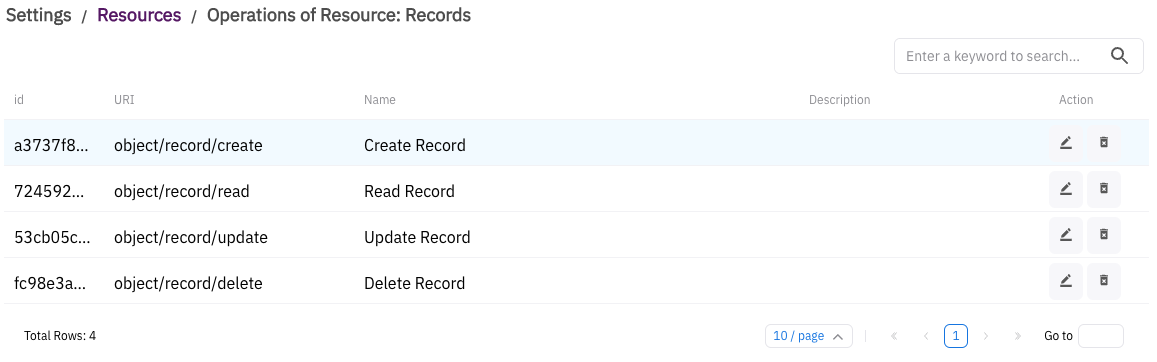 Settings / Resources / Operations of Resource: Records
Enter a keyword to search...
id URI Name Description Action
a3737f8... object/record/create Create Record
724592... object/record/read Read Record
53cb05c... object/record/update Update Record
fc98e3a... object/record/delete Delete Record
Total Rows: 4 10 / page 1 Go to